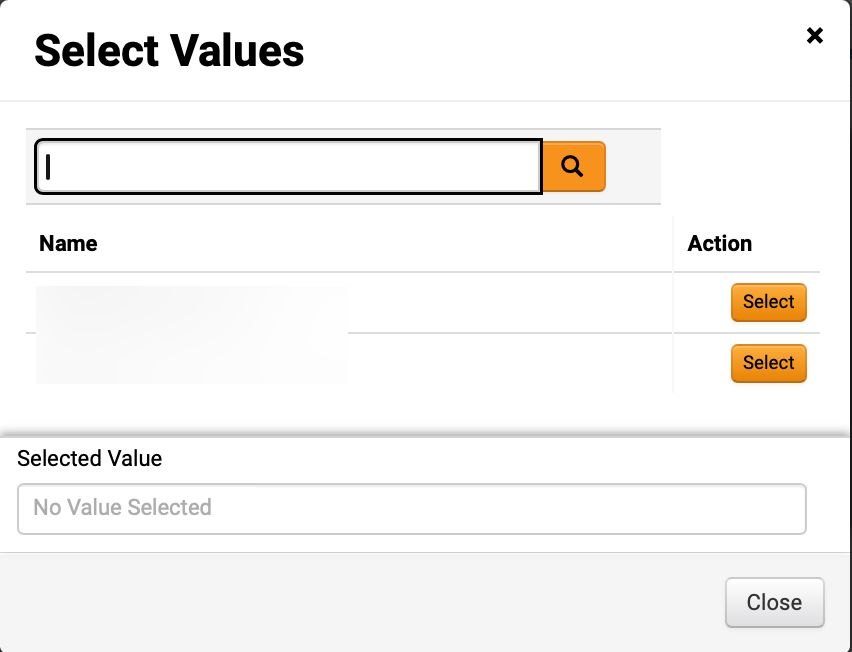 Select Values
Name
Action
Select
Select
Selected Value
No Value Selected
Close